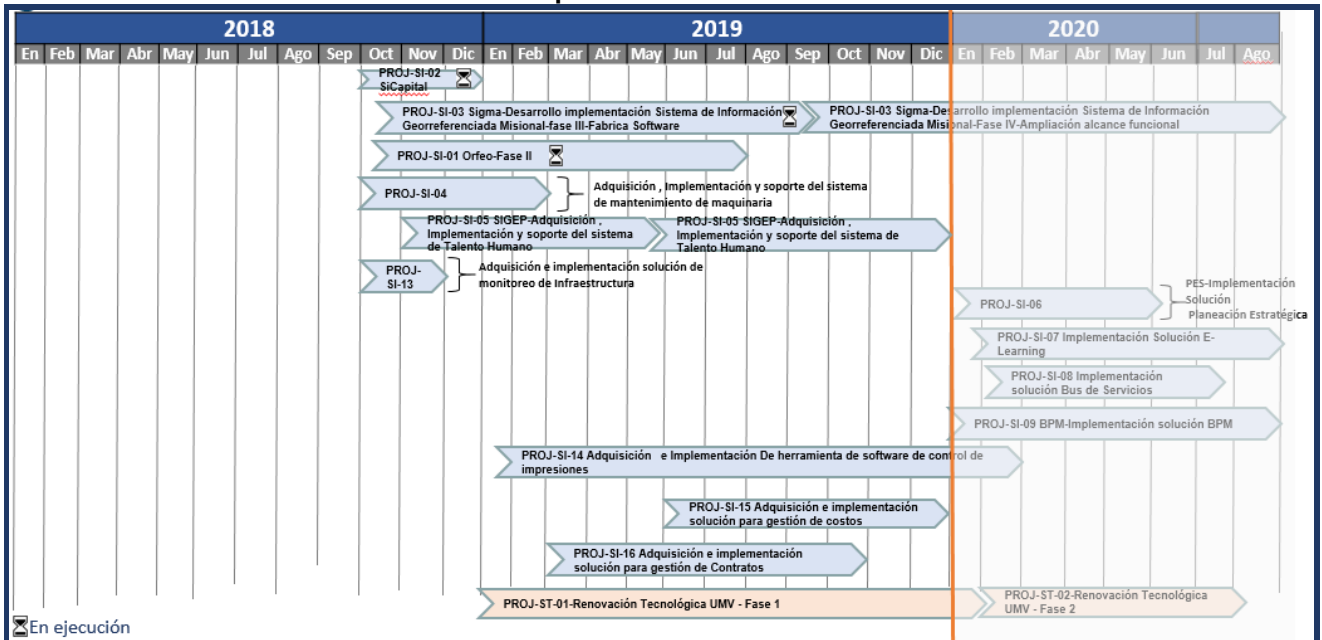 2018 2019 2020
En Feb Mar Abr May Jun Jul Ago Sep Oct Nov Dic En Feb Mar Abr May Jun Jul Ago Sep Oct Nov Dic En Feb Mar Abr May Jun Jul Ago
PROJ-SI-02
SiCapital
PROJ-SI-03 Sigma-Desarrollo implementación Sistema de Información
Georreferenciada Misional-fase III-Fabrica Software
PROJ-SI-03 Sigma-Desarrollo implementación Sistema de Información
Georreferenciada Misional-Fase IV-Ampliación alcance funcional
PROJ-SI-01 Orfeo-Fase II
PROJ-SI-04
Adquisición , Implementación y soporte del sistema
de mantenimiento de maquinaria
PROJ-SI-05 SIGEP-Adquisición ,
Implementación y soporte del sistema
de Talento Humano
PROJ-SI-05 SIGEP-Adquisición ,
Implementación y soporte del sistema de
Talento Humano
PROJ-
SI-13
Adquisición e implementación solución de
monitoreo de Infraestructura
PROJ-SI-06
PES-Implementación
Solución
Planeación Estratégica
PROJ-SI-07 Implementación Solución E-
Learning
PROJ-SI-08 Implementación
solución Bus de Servicios
PROJ-SI-09 BPM-Implementación solución BPM
PROJ-SI-14 Adquisición e Implementación De herramienta de software de control de
impresiones
PROJ-SI-15 Adquisición e implementación
solución para gestión de costos
PROJ-SI-16 Adquisición e implementación
solución para gestión de Contratos
PROJ-ST-01-Renovación Tecnológica UMV - Fase 1
PROJ-ST-02-Renovación Tecnológica
UMV - Fase 2
En ejecución